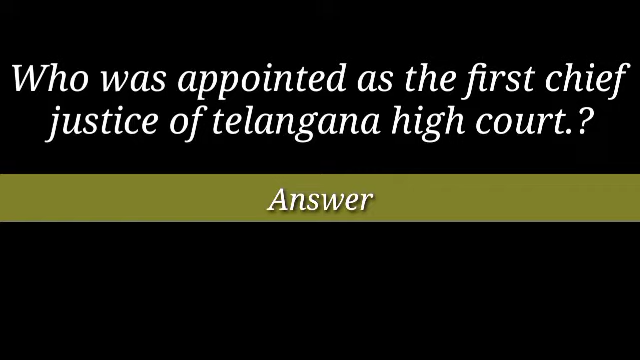 Who was appointed as the first chief
justice of telangana high court.?
Answer